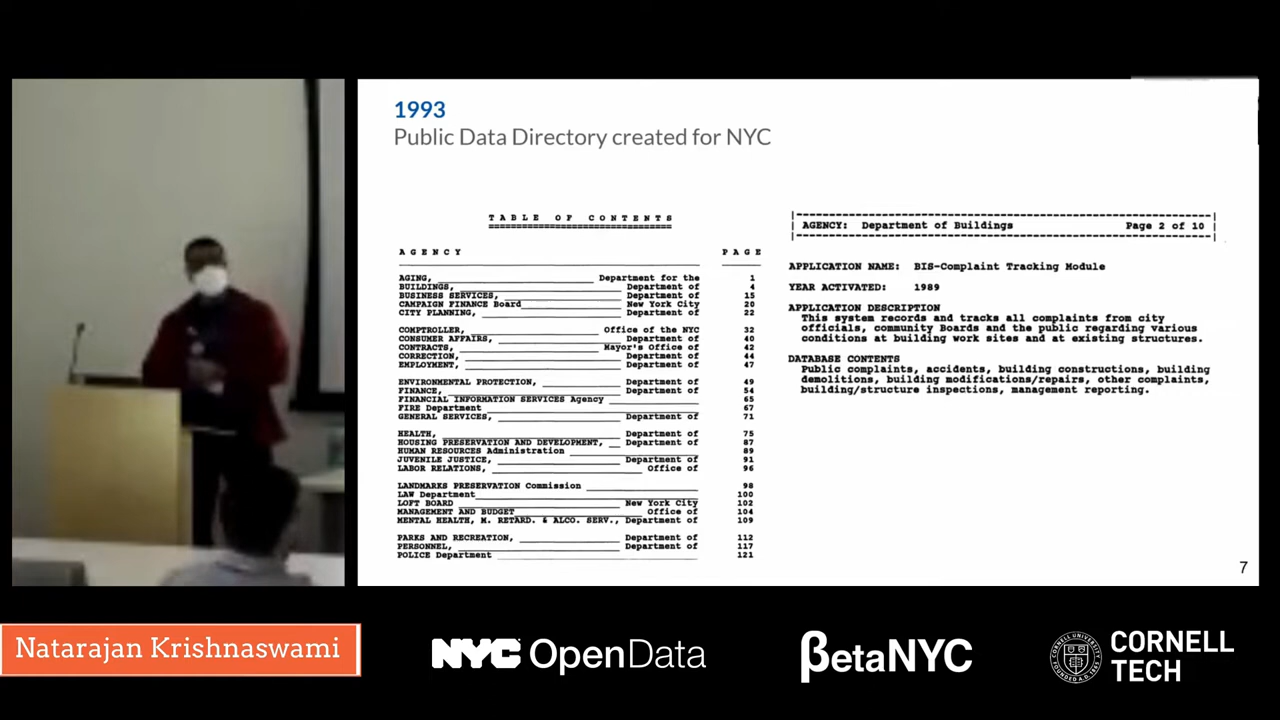 1993
Public Data Directory created for NYC
TABLE OF CONTENTS
AGENCY PAGE
AGING, Department for the 1
BUILDINGS, Department of 4
BUSINESS SERVICES, Department of 15
CAMPAIGN FINANCE Board New York City 20
CITY PLANNING, Department of 22
COMPTROLLER, Office of the NYC 32
CONSUMER AFFAIRS, Department of 40
CONTRACTS, Mayor's Office of 42
CORRECTION, Department of 44
EMPLOYMENT, Department of 47
ENVIRONMENTAL PROTECTION, Department of 49
FINANCE, Department of 54
FINANCIAL INFORMATION SERVICES Agency 65
FIRE Department 67
GENERAL SERVICES, Department of 71
HEALTH, Department of 75
HOUSING PRESERVATION AND DEVELOPMENT, Department of 87
HUMAN RESOURCES Administration 89
JUVENILE JUSTICE, Department of 91
LABOR RELATIONS, Office of 96
LANDMARKS PRESERVATION Commission 98
LAW Department 100
LOFT BOARD New York City 102
MANAGEMENT AND BUDGET Office of 104
MENTAL HEALTH, M. RETARD. & ALCO. SERV., Department of 109
PARKS AND RECREATION, Department of 112
PERSONNEL, Department of 117
POLICE Department 121
AGENCY: Department of Buildings Page 2 of 10
APPLICATION NAME: BIS-Complaint Tracking Module
YEAR ACTIVATED: 1989
APPLICATION DESCRIPTION
This system records and tracks all complaints from city
officials, community Boards and the public regarding various
conditions at building work sites and at existing structures.
DATABASE CONTENTS
Public complaints, accidents, building constructions, building
demolitions, building modifications/repairs, other complaints,
building/structure inspections, management reporting.
7
Natarajan Krishnaswami
NYC OpenData
βetaNYC
CORNELL
TECH